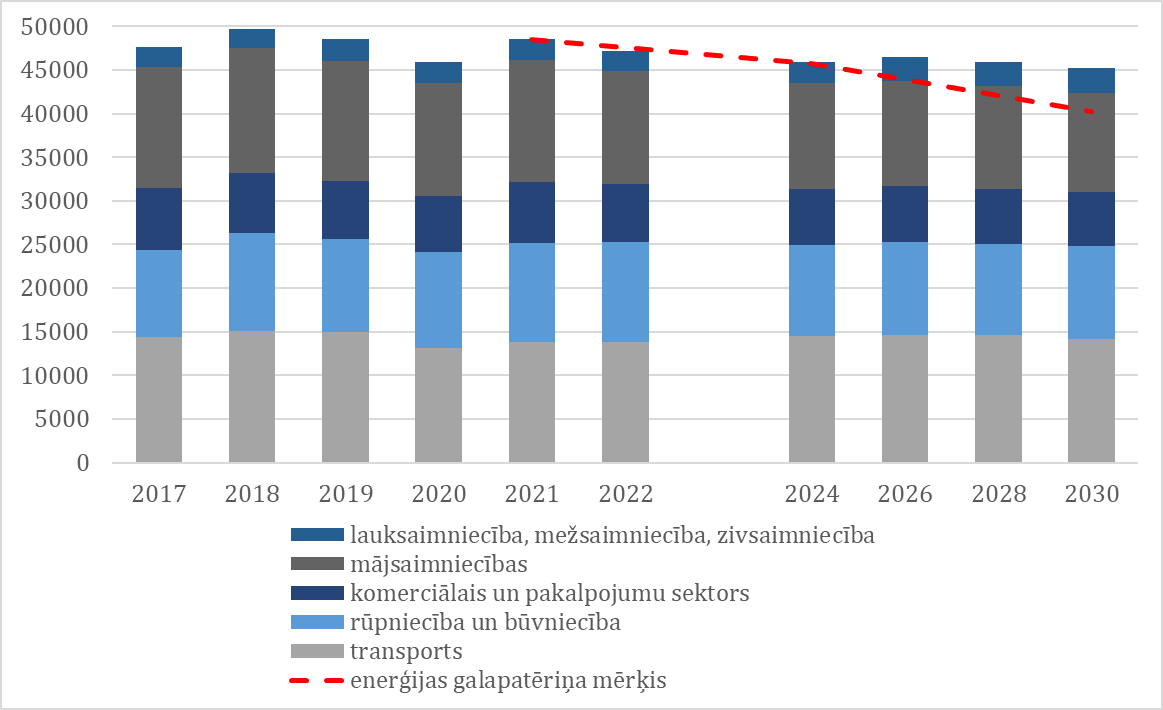 50000
45000
40000
35000
30000
25000
20000
15000
10000
5000
0
2017 2018 2019 2020 2021 2022 2024 2026 2028 2030
lauksaimniecība, mežsaimniecība, zivsaimniecība
mājsaimniecības
komerciālais un pakalpojumu sektors
rūpniecība un būvniecība
transports
enerģijas galapatēriņa mērķis